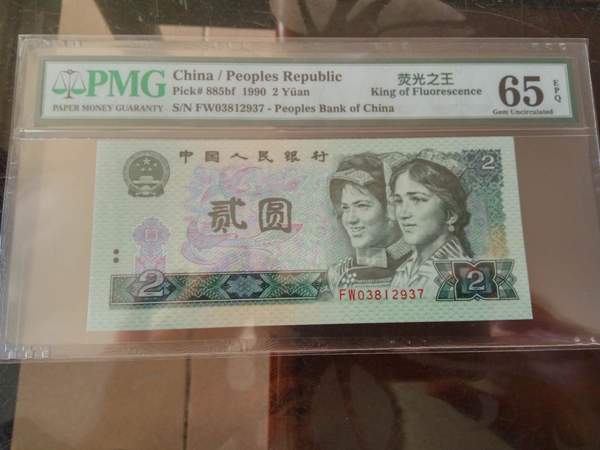 PMG
PAPER MONEY GUARANTY
China / Peoples Republic
Pick# 885bf 1990 2 Yüan
S/N FW03812937 - Peoples Bank of China
荧光之王
King of Fluorescence
65 EPQ
Gem Uncirculated
中国人民银行
2
贰圆
2
FW03812937
2